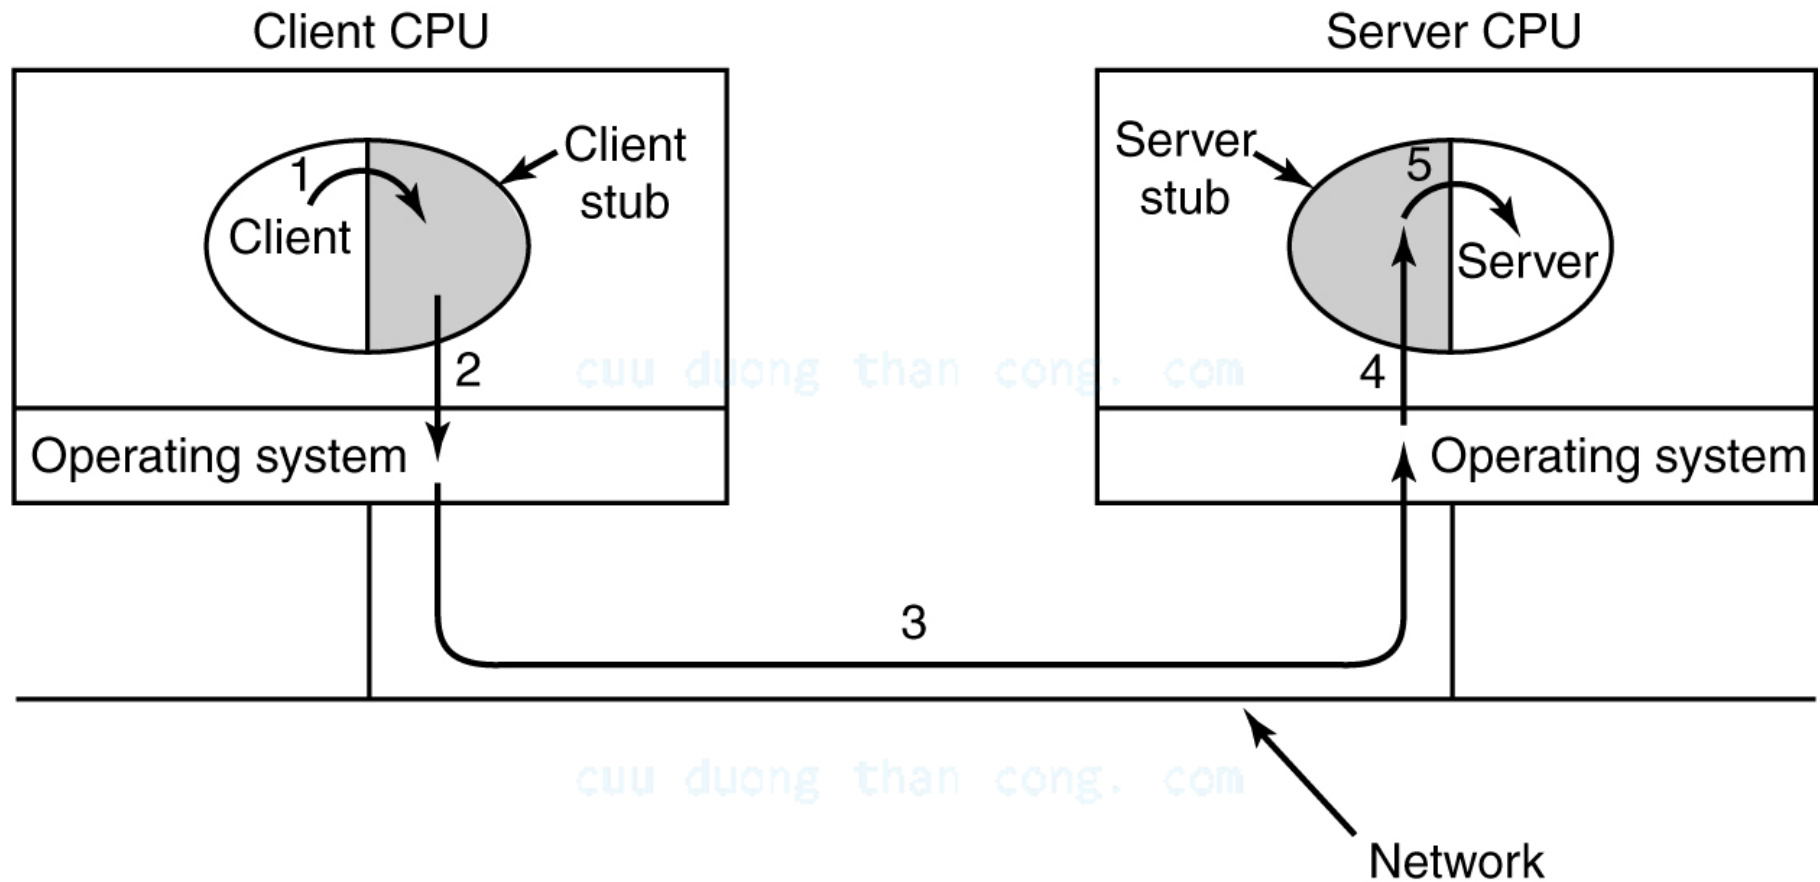 Client CPU
Server CPU
Client
stub
1
Client
2
Operating system
Server
stub
5
Server
4
Operating system
3
Network
cuu duong than cong. com
cuu duong than cong. com